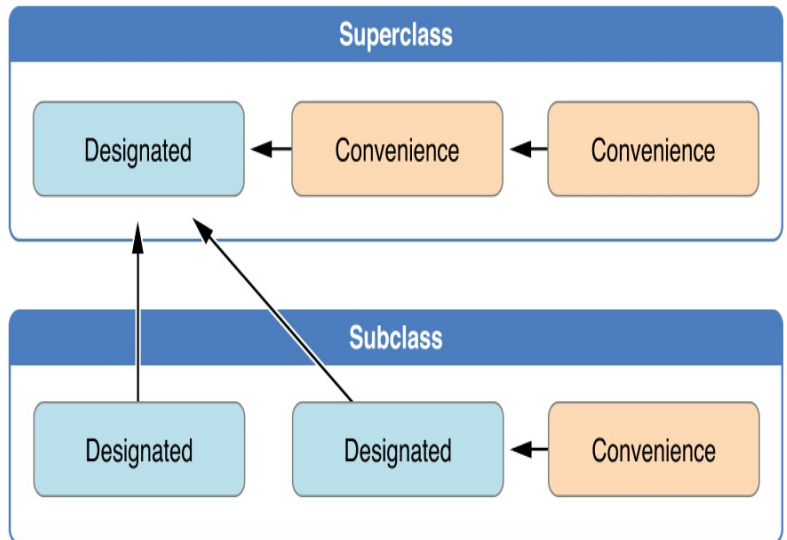 Superclass
Designated
Convenience
Convenience
Subclass
Designated
Designated
Convenience